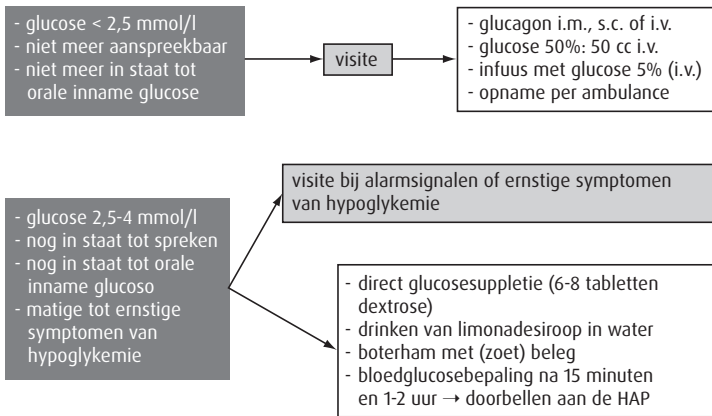 - glucose < 2,5 mmol/l
- niet meer aanspreekbaar
- niet meer in staat tot
orale inname glucose
visite
- glucagon i.m., s.c. of i.v.
- glucose 50%: 50 cc i.v.
- infuus met glucose 5% (i.v.)
- opname per ambulance
- glucose 2,5-4 mmol/l
- nog in staat tot spreken
- nog in staat tot orale
inname glucoso
- matige tot ernstige
symptomen van
hypoglykemie
visite bij alarmsignalen of ernstige symptomen
van hypoglykemie
- direct glucosesuppletie (6-8 tabletten
dextrose)
- drinken van limonadesiroop in water
- boterham met (zoet) beleg
- bloedglucosebepaling na 15 minuten
en 1-2 uur → doorbellen aan de HAP